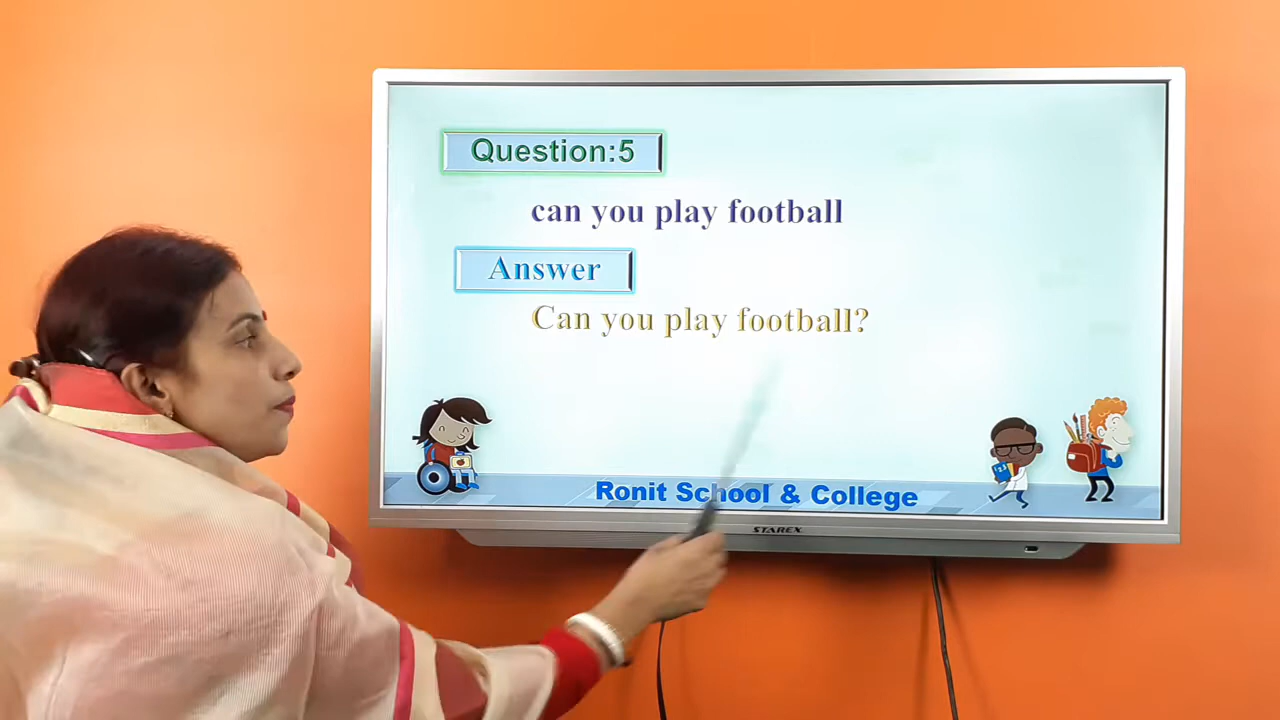 Question:5
can you play football
Answer
Can you play football?
Ronit School & College
STAREX